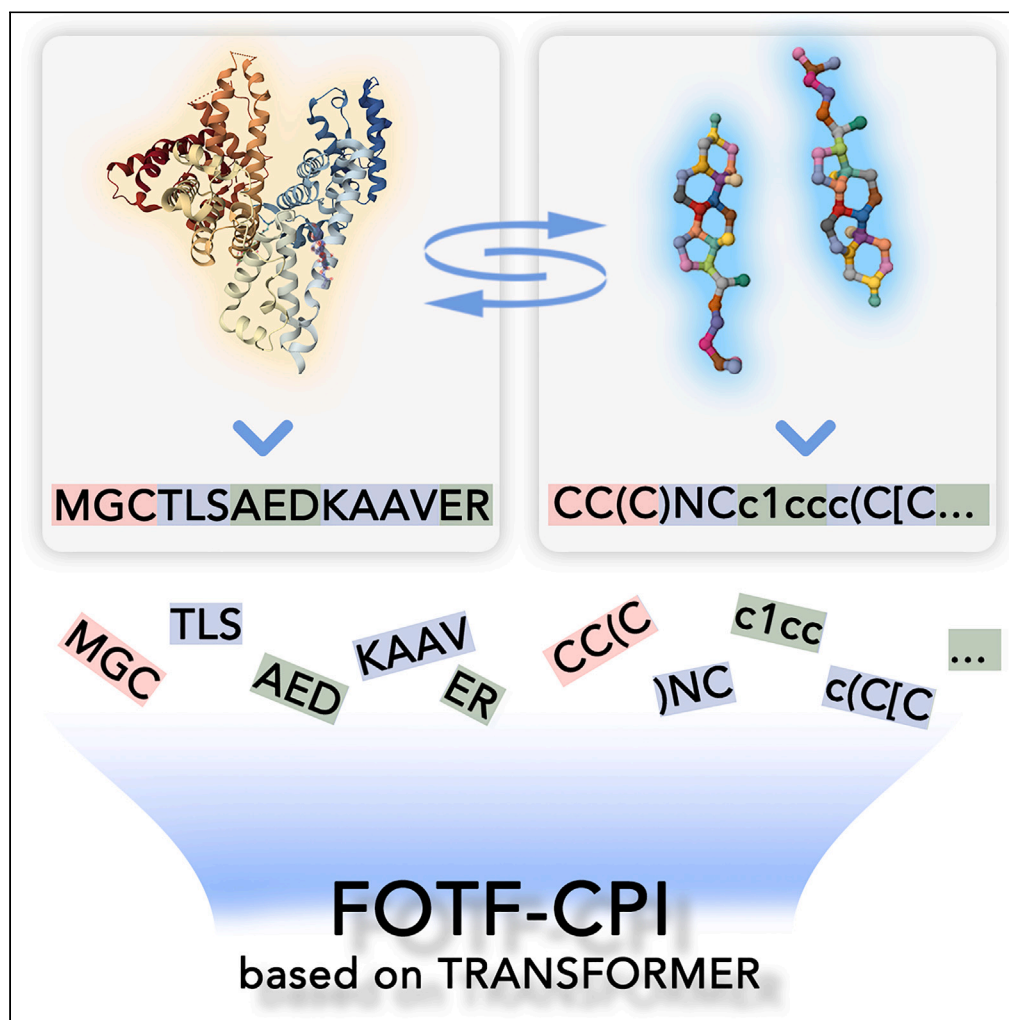 MGCTLSAEDKAAVER
CC(C)NCc1ccc(C[C...
MGC
TLS
AED
KAAV
ER
CC(C
)NC
c1cc
c(C[C
...
FOTF-CPI
based on TRANSFORMER